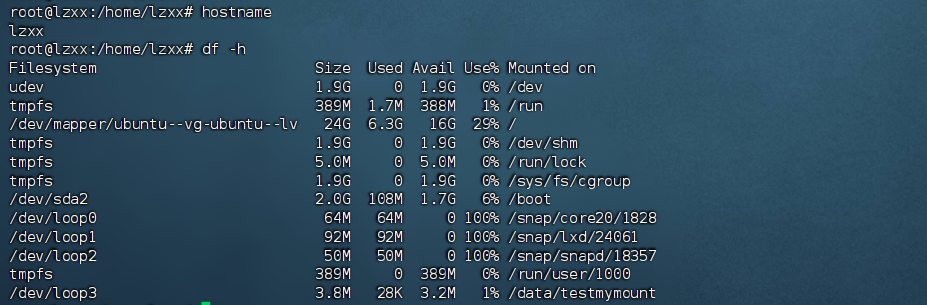 root@lzxx:/home/lzxx# hostname
lzxx
root@lzxx:/home/lzxx# df -h
Filesystem                         Size  Used Avail Use% Mounted on
udev                               1.9G     0  1.9G   0% /dev
tmpfs                              389M  1.7M  388M   1% /run
/dev/mapper/ubuntu--vg-ubuntu--lv   24G  6.3G   16G  29% /
tmpfs                              1.9G     0  1.9G   0% /dev/shm
tmpfs                              5.0M     0  5.0M   0% /run/lock
tmpfs                              1.9G     0  1.9G   0% /sys/fs/cgroup
/dev/sda2                          2.0G  108M  1.7G   6% /boot
/dev/loop0                          64M   64M     0 100% /snap/core20/1828
/dev/loop1                          92M   92M     0 100% /snap/lxd/24061
/dev/loop2                          50M   50M     0 100% /snap/snapd/18357
tmpfs                              389M     0  389M   0% /run/user/1000
/dev/loop3                         3.8M   28K  3.2M   1% /data/testmymount